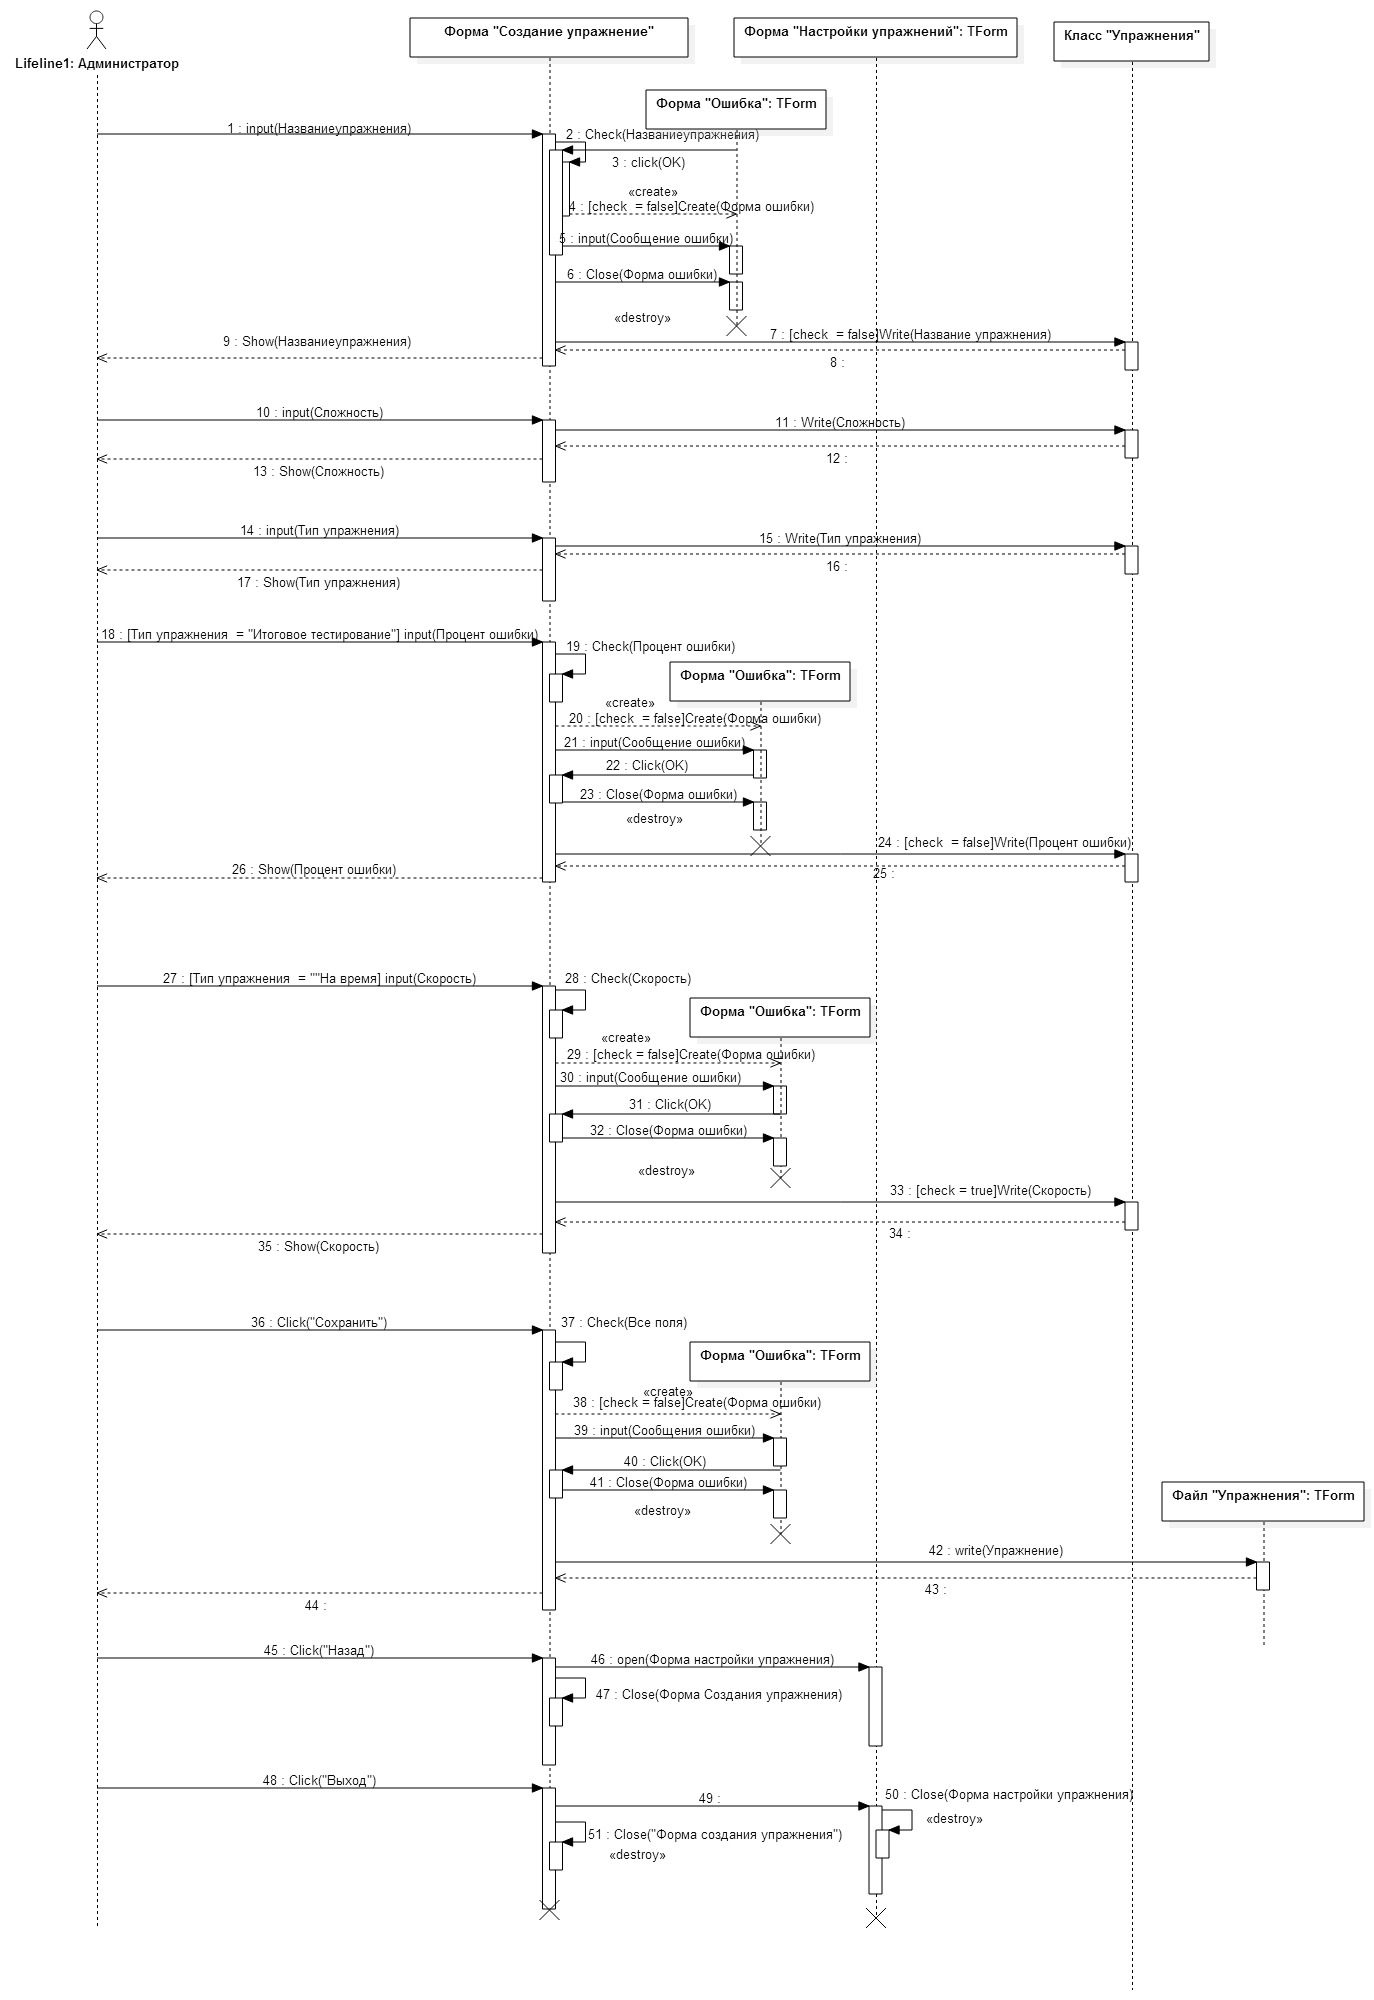 Форма "Создание упражнение"
Форма "Настройки упражнений": TForm
Класс "Упражнения"
Lifeline1: Администратор
Форма "Ошибка": TForm
1 : input(Названиеупражнения)
2 : Check(Названиеупражнения)
3 : click(OK)
«create»
4 : [check  = false]Create(Форма ошибки)
5 : input(Сообщение ошибки)
6 : Close(Форма ошибки)
«destroy»
7 : [check  = false]Write(Название упражнения)
9 : Show(Названиеупражнения)
8 :
10 : input(Сложность)
11 : Write(Сложность)
12 :
13 : Show(Сложность)
14 : input(Тип упражнения)
15 : Write(Тип упражнения)
16 :
17 : Show(Тип упражнения)
18 : [Тип упражнения  = "Итоговое тестирование"] input(Процент ошибки)
19 : Check(Процент ошибки)
Форма "Ошибка": TForm
«create»
20 : [check  = false]Create(Форма ошибки)
21 : input(Сообщение ошибки)
22 : Click(OK)
23 : Close(Форма ошибки)
«destroy»
24 : [check  = false]Write(Процент ошибки)
26 : Show(Процент ошибки)
25 :
27 : [Тип упражнения  = ""На время] input(Скорость)
28 : Check(Скорость)
Форма "Ошибка": TForm
«create»
29 : [check = false]Create(Форма ошибки)
30 : input(Сообщение ошибки)
31 : Click(OK)
32 : Close(Форма ошибки)
«destroy»
33 : [check = true]Write(Скорость)
34 :
35 : Show(Скорость)
36 : Click("Сохранить")
37 : Check(Все поля)
Форма "Ошибка": TForm
«create»
38 : [check = false]Create(Форма ошибки)
39 : input(Сообщения ошибки)
40 : Click(OK)
41 : Close(Форма ошибки)
Файл "Упражнения": TForm
«destroy»
42 : write(Упражнение)
43 :
44 :
45 : Click("Назад")
46 : open(Форма настройки упражнения)
47 : Close(Форма Создания упражнения)
48 : Click("Выход")
49 :
50 : Close(Форма настройки упражнения)
«destroy»
51 : Close("Форма создания упражнения")
«destroy»